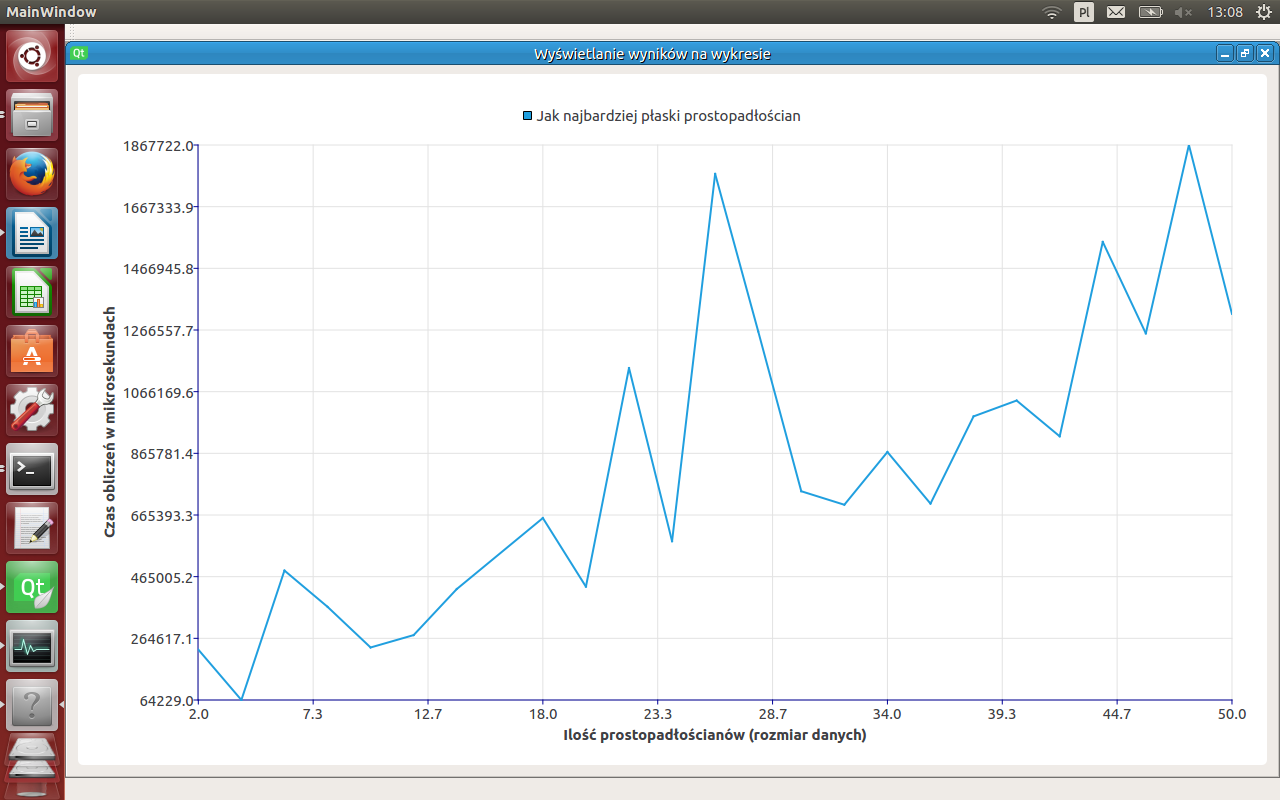 MainWindow
Pl
13:08
Qt
Wyświetlanie wyników na wykresie
Jak najbardziej płaski prostopadłościan
1867722.0
1667333.9
1466945.8
1266557.7
1066169.6
865781.4
665393.3
465005.2
264617.1
64229.0
Czas obliczeń w mikrosekundach
2.0 7.3 12.7 18.0 23.3 28.7 34.0 39.3 44.7 50.0
Ilość prostopadłościanów (rozmiar danych)
A
>_
Qt
?